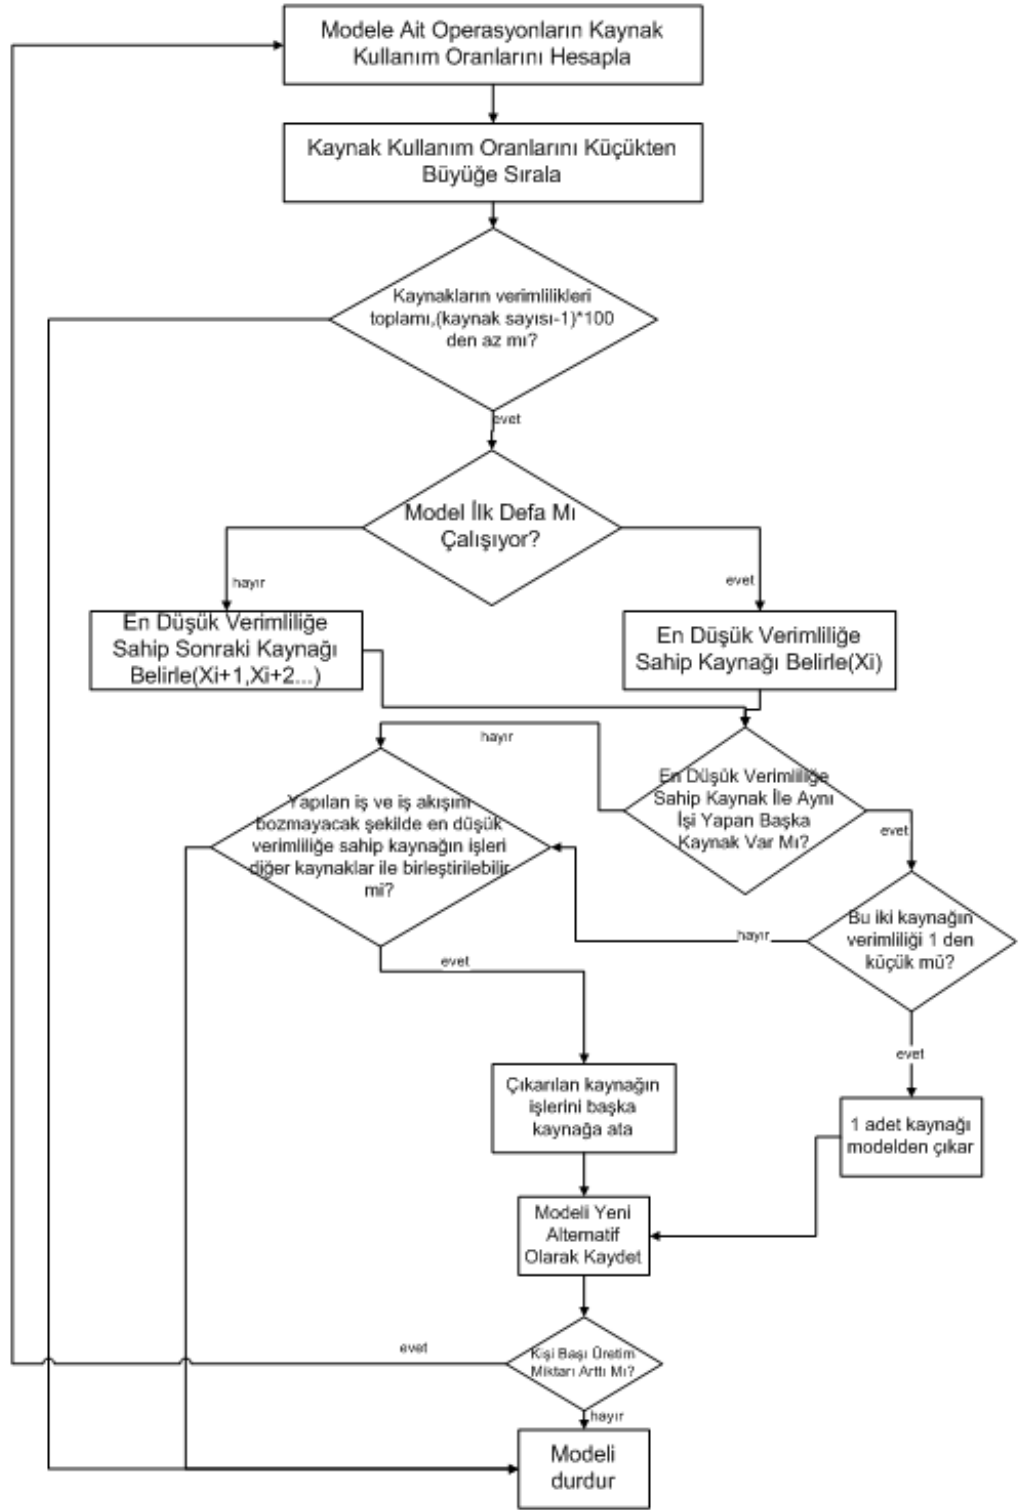 Modele Ait Operasyonların Kaynak
Kullanım Oranlarını Hesapla
Kaynak Kullanım Oranlarını Küçükten
Büyüğe Sırala
Kaynakların verimlilikleri
toplamı,(kaynak sayısı-1)*100
den az mı?
evet
Model İlk Defa Mı
Çalışıyor?
hayır
evet
En Düşük Verimliliğe
Sahip Sonraki Kaynağı
Belirle(Xi+1,Xi+2...)
En Düşük Verimliliğe
Sahip Kaynağı Belirle(Xi)
hayır
En Düşük Verimliliğe
Sahip Kaynak İle Aynı
İşi Yapan Başka
Kaynak Var Mı?
evet
Yapılan iş ve iş akışını
bozmayacak şekilde en düşük
verimliliğe sahip kaynağın işleri
diğer kaynaklar ile birleştirilebilir
mi?
Bu iki kaynağın
verimliliği 1 den
küçük mü?
hayır
evet
evet
Çıkarılan kaynağın
işlerini başka
kaynağa ata
1 adet kaynağı
modelden çıkar
Modeli Yeni
Alternatif
Olarak Kaydet
Kişi Başı Üretim
Miktarı Arttı Mı?
evet
hayır
Modeli
durdur